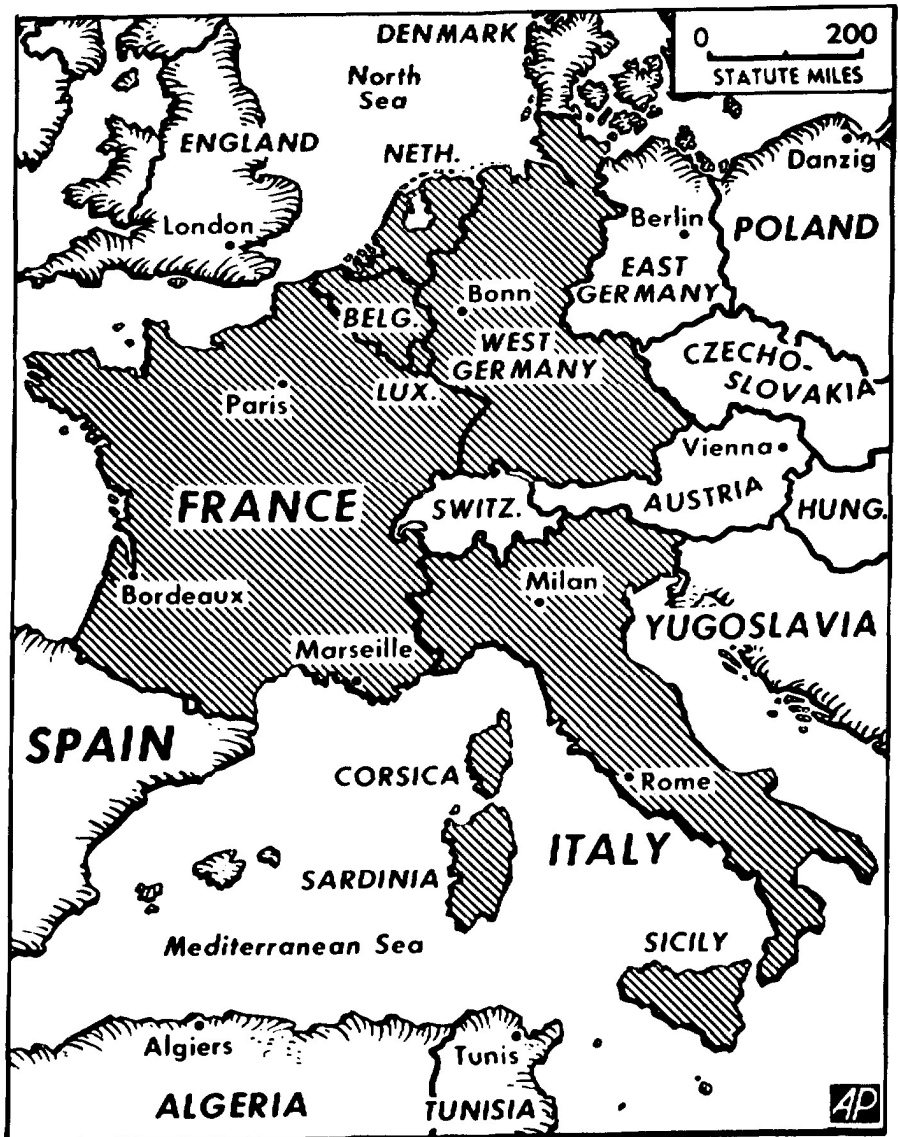 DENMARK
0 200
STATUTE MILES
North
Sea
ENGLAND
NETH.
Danzig
London
Berlin
POLAND
EAST
GERMANY
Bonn
BELG.
WEST
GERMANY
CZECHO-
SLOVAKIA
LUX.
Paris
Vienna
FRANCE
SWITZ.
AUSTRIA
HUNG.
Milan
Bordeaux
YUGOSLAVIA
Marseille
SPAIN
CORSICA
Rome
ITALY
SARDINIA
Mediterranean Sea
SICILY
Algiers
Tunis
ALGERIA
TUNISIA
AP